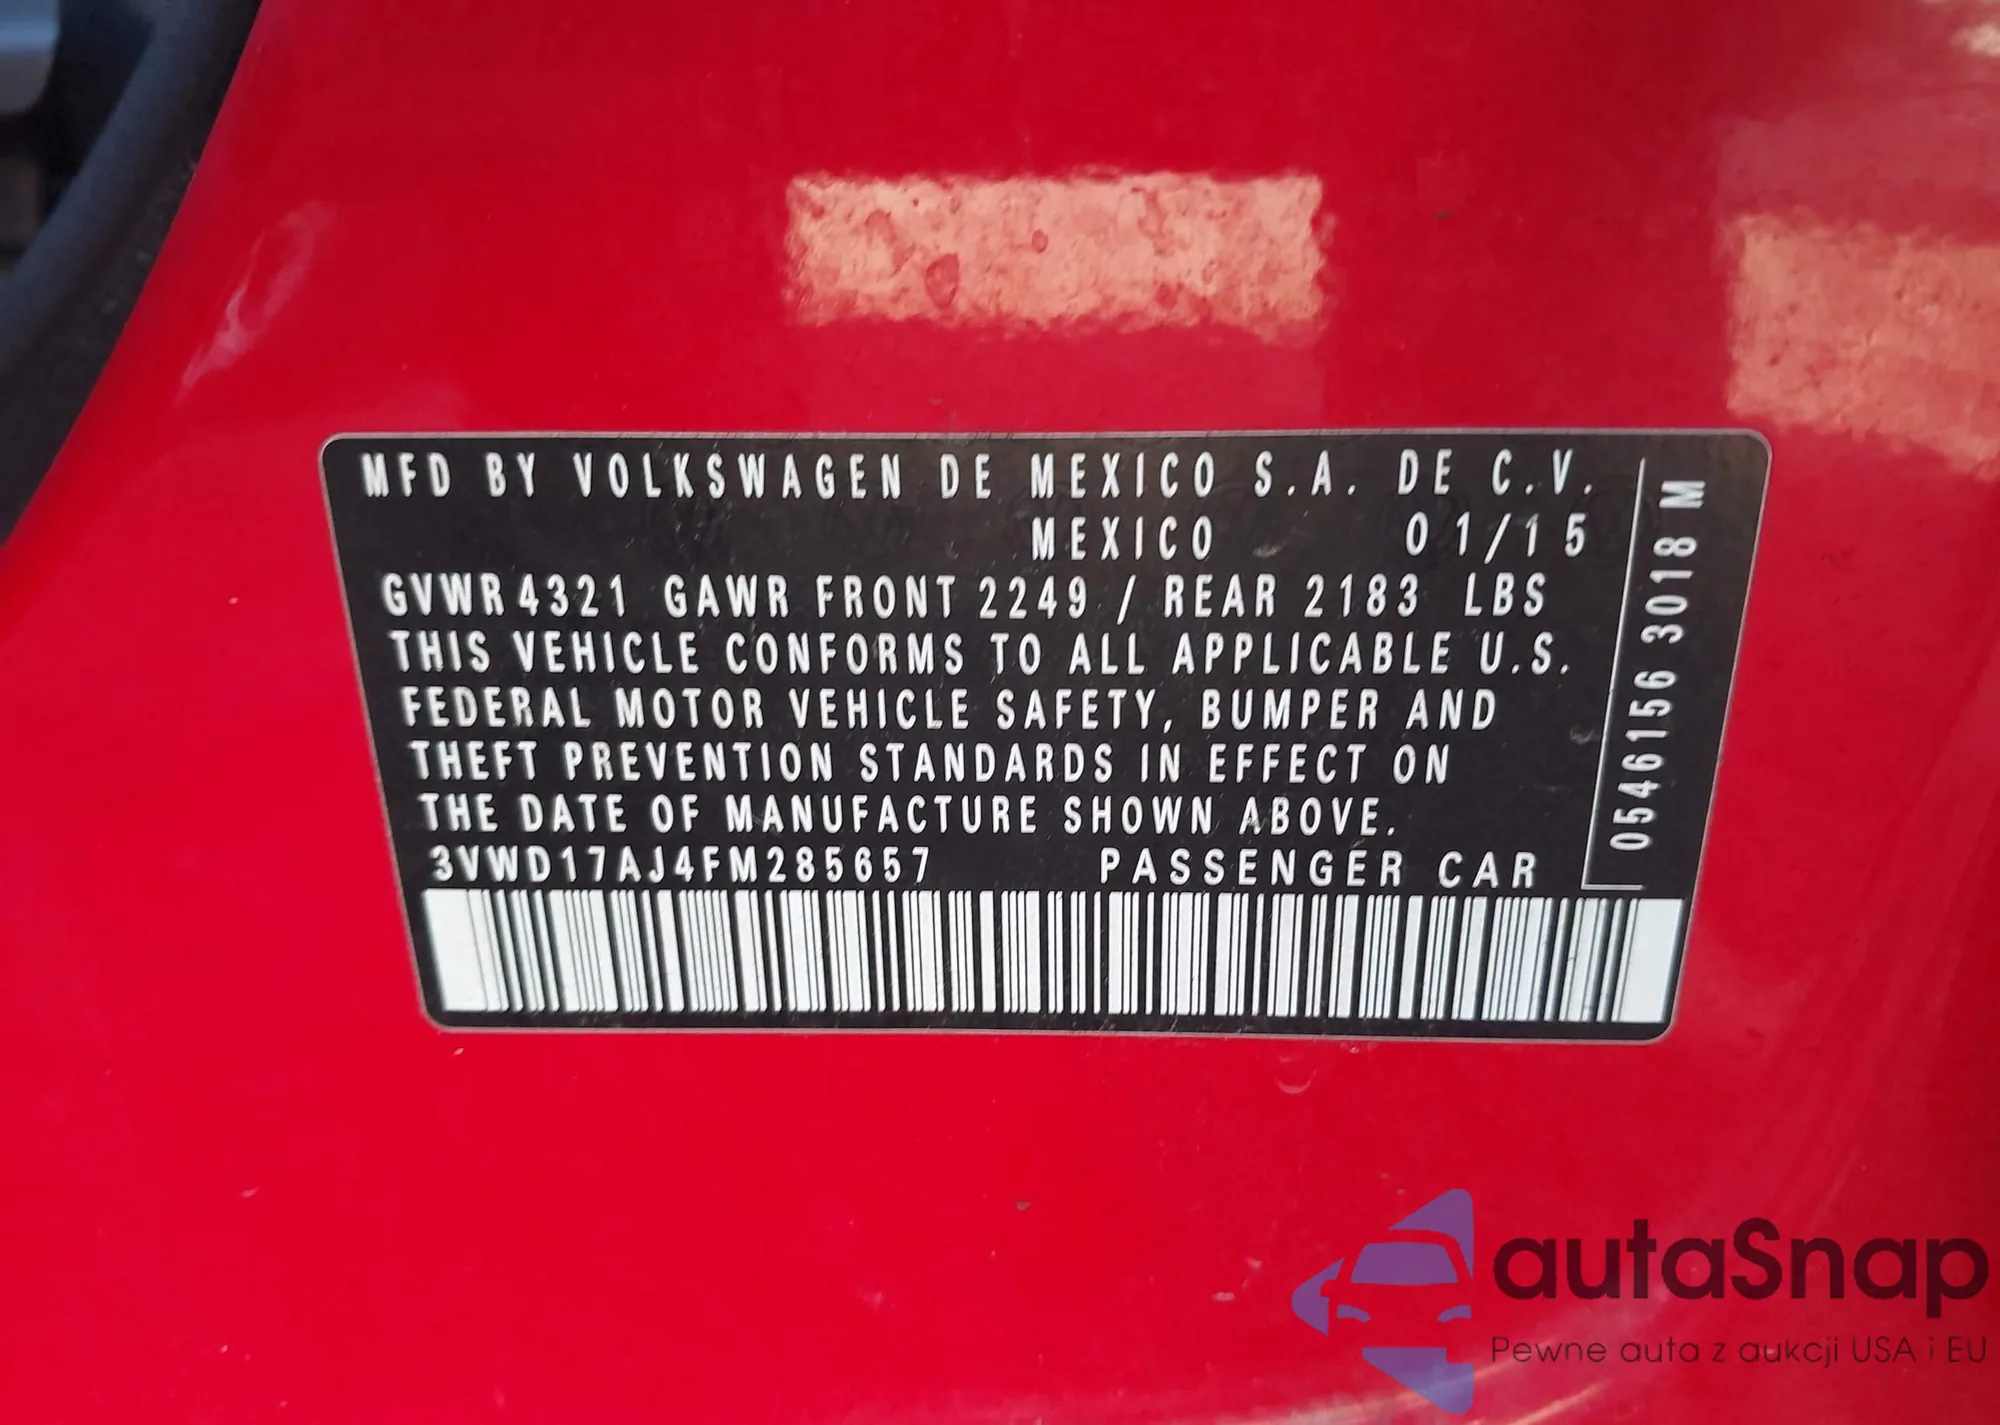 MFD BY VOLKSWAGEN DE MEXICO S.A. DE C.V.
MEXICO 01/15
GVWR 4321 GAWR FRONT 2249 / REAR 2183 LBS
THIS VEHICLE CONFORMS TO ALL APPLICABLE U.S.
FEDERAL MOTOR VEHICLE SAFETY, BUMPER AND
THEFT PREVENTION STANDARDS IN EFFECT ON
THE DATE OF MANUFACTURE SHOWN ABOVE.
3VWD17AJ4FM285657 PASSENGER CAR
0546156 3018 M
autaSnap
Pewne auta z aukcji USA i EU